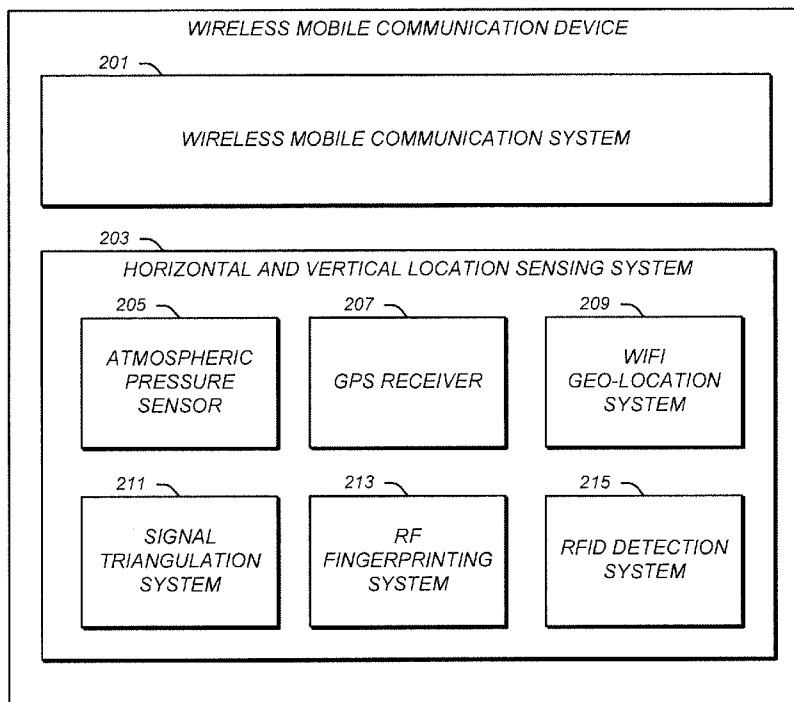 WIRELESS MOBILE COMMUNICATION DEVICE
201
WIRELESS MOBILE COMMUNICATION SYSTEM
203
HORIZONTAL AND VERTICAL LOCATION SENSING SYSTEM
205
ATMOSPHERIC
PRESSURE
SENSOR
207
GPS RECEIVER
209
WIFI
GEO-LOCATION
SYSTEM
211
SIGNAL
TRIANGULATION
SYSTEM
213
RF
FINGERPRINTING
SYSTEM
215
RFID DETECTION
SYSTEM